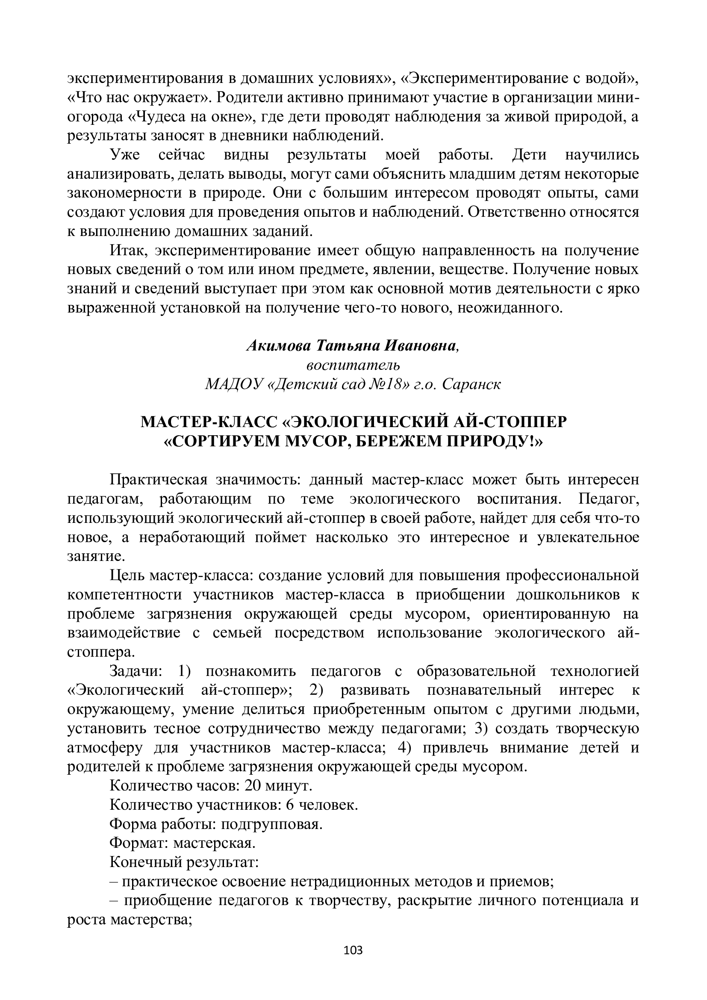 экспериментирования в домашних условиях», «Экспериментирование с водой»,
«Что нас окружает». Родители активно принимают участие в организации мини-
огорода «Чудеса на окне», где дети проводят наблюдения за живой природой, а
результаты заносят в дневники наблюдений.
Уже сейчас видны результаты моей работы. Дети научились
анализировать, делать выводы, могут сами объяснить младшим детям некоторые
закономерности в природе. Они с большим интересом проводят опыты, сами
создают условия для проведения опытов и наблюдений. Ответственно относятся
к выполнению домашних заданий.
Итак, экспериментирование имеет общую направленность на получение
новых сведений о том или ином предмете, явлении, веществе. Получение новых
знаний и сведений выступает при этом как основной мотив деятельности с ярко
выраженной установкой на получение чего-то нового, неожиданного.
Акимова Татьяна Ивановна,
воспитатель
МАДОУ «Детский сад №18» г.о. Саранск
МАСТЕР-КЛАСС «ЭКОЛОГИЧЕСКИЙ АЙ-СТОППЕР
«СОРТИРУЕМ МУСОР, БЕРЕЖЕМ ПРИРОДУ!»
Практическая значимость: данный мастер-класс может быть интересен
педагогам, работающим по теме экологического воспитания. Педагог,
использующий экологический ай-стоппер в своей работе, найдет для себя что-то
новое, а неработающий поймет насколько это интересное и увлекательное
занятие.
Цель мастер-класса: создание условий для повышения профессиональной
компетентности участников мастер-класса в приобщении дошкольников к
проблеме загрязнения окружающей среды мусором, ориентированную на
взаимодействие с семьей посредством использование экологического ай-
стоппера.
Задачи: 1) познакомить педагогов с образовательной технологией
«Экологический ай-стоппер»; 2) развивать познавательный интерес к
окружающему, умение делиться приобретенным опытом с другими людьми,
установить тесное сотрудничество между педагогами; 3) создать творческую
атмосферу для участников мастер-класса; 4) привлечь внимание детей и
родителей к проблеме загрязнения окружающей среды мусором.
Количество часов: 20 минут.
Количество участников: 6 человек.
Форма работы: подгрупповая.
Формат: мастерская.
Конечный результат:
– практическое освоение нетрадиционных методов и приемов;
– приобщение педагогов к творчеству, раскрытие личного потенциала и
роста мастерства;
103